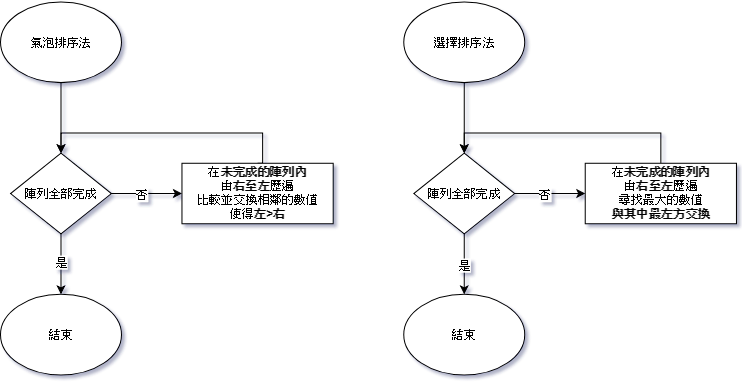 氣泡排序法
陣列全部完成
否
在未完成的陣列內
由右至左歷遍
比較並交換相鄰的數值
使得左>右
是
結束
選擇排序法
陣列全部完成
否
在未完成的陣列內
由右至左歷遍
尋找最大的數值
與其中最左方交換
是
結束